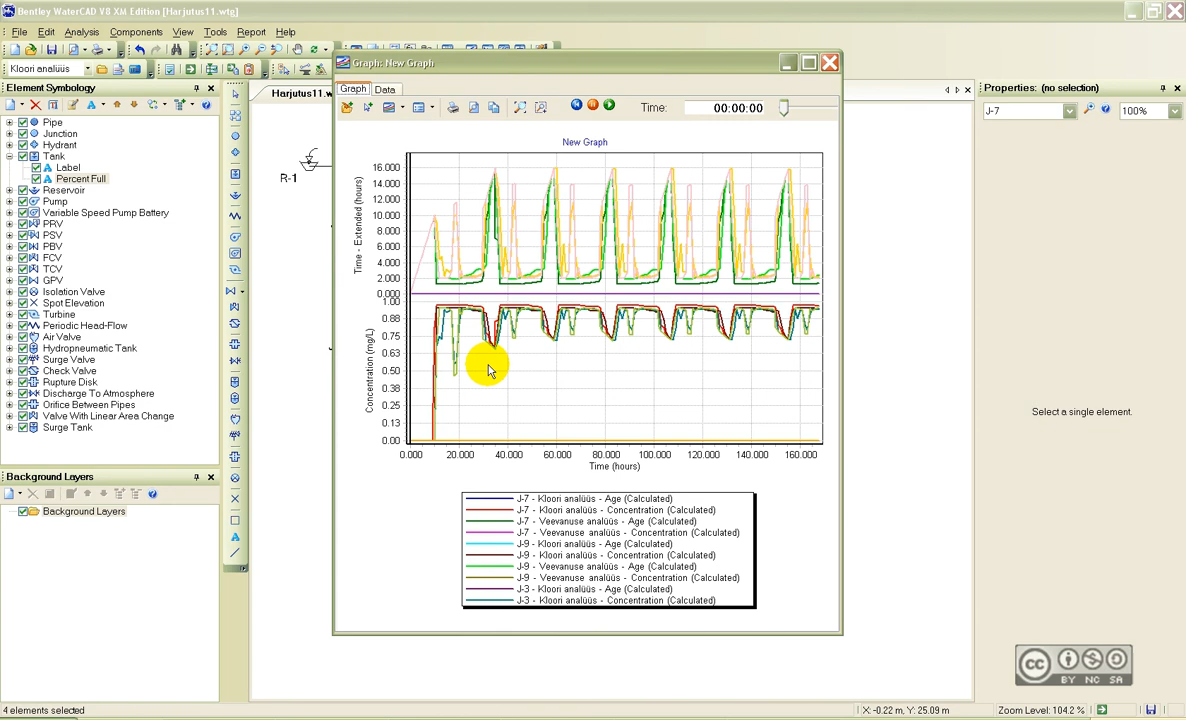 Bentley WaterCAD V8 XM Edition [Harjutus11.wtg]
File Edit Analysis Components View Tools Report Help
Kloori analüüs
Element Symbology
Pipe
Junction
Hydrant
Tank
Label
Percent Full
Reservoir
Pump
Variable Speed Pump Battery
PRV
PSV
PBV
FCV
TCV
GPV
Isolation Valve
Spot Elevation
Turbine
Periodic Head-Flow
Air Valve
Hydropneumatic Tank
Surge Valve
Check Valve
Rupture Disk
Discharge To Atmosphere
Orifice Between Pipes
Valve With Linear Area Change
Surge Tank
Background Layers
Background Layers
Harjutus11.w
R-1
Graph: New Graph
Graph Data
Time: 00:00:00
New Graph
Time - Extended (hours)
16.000
14.000
12.000
10.000
8.000
6.000
4.000
2.000
Concentration (mg/L)
1.00
0.88
0.75
0.63
0.50
0.38
0.25
0.13
0.00
0.000 20.000 40.000 60.000 80.000 100.000 120.000 140.000 160.000
Time (hours)
J-7 - Kloori analüüs - Age (Calculated)
J-7 - Kloori analüüs - Concentration (Calculated)
J-7 - Veevanuse analüüs - Age (Calculated)
J-7 - Veevanuse analüüs - Concentration (Calculated)
J-9 - Kloori analüüs - Age (Calculated)
J-9 - Kloori analüüs - Concentration (Calculated)
J-9 - Veevanuse analüüs - Age (Calculated)
J-9 - Veevanuse analüüs - Concentration (Calculated)
J-3 - Kloori analüüs - Age (Calculated)
J-3 - Kloori analüüs - Concentration (Calculated)
Properties: (no selection)
J-7 100%
Select a single element.
cc BY NC SA
4 elements selected
X: -0.22 m, Y: 25.09 m
Zoom Level: 104.2 %